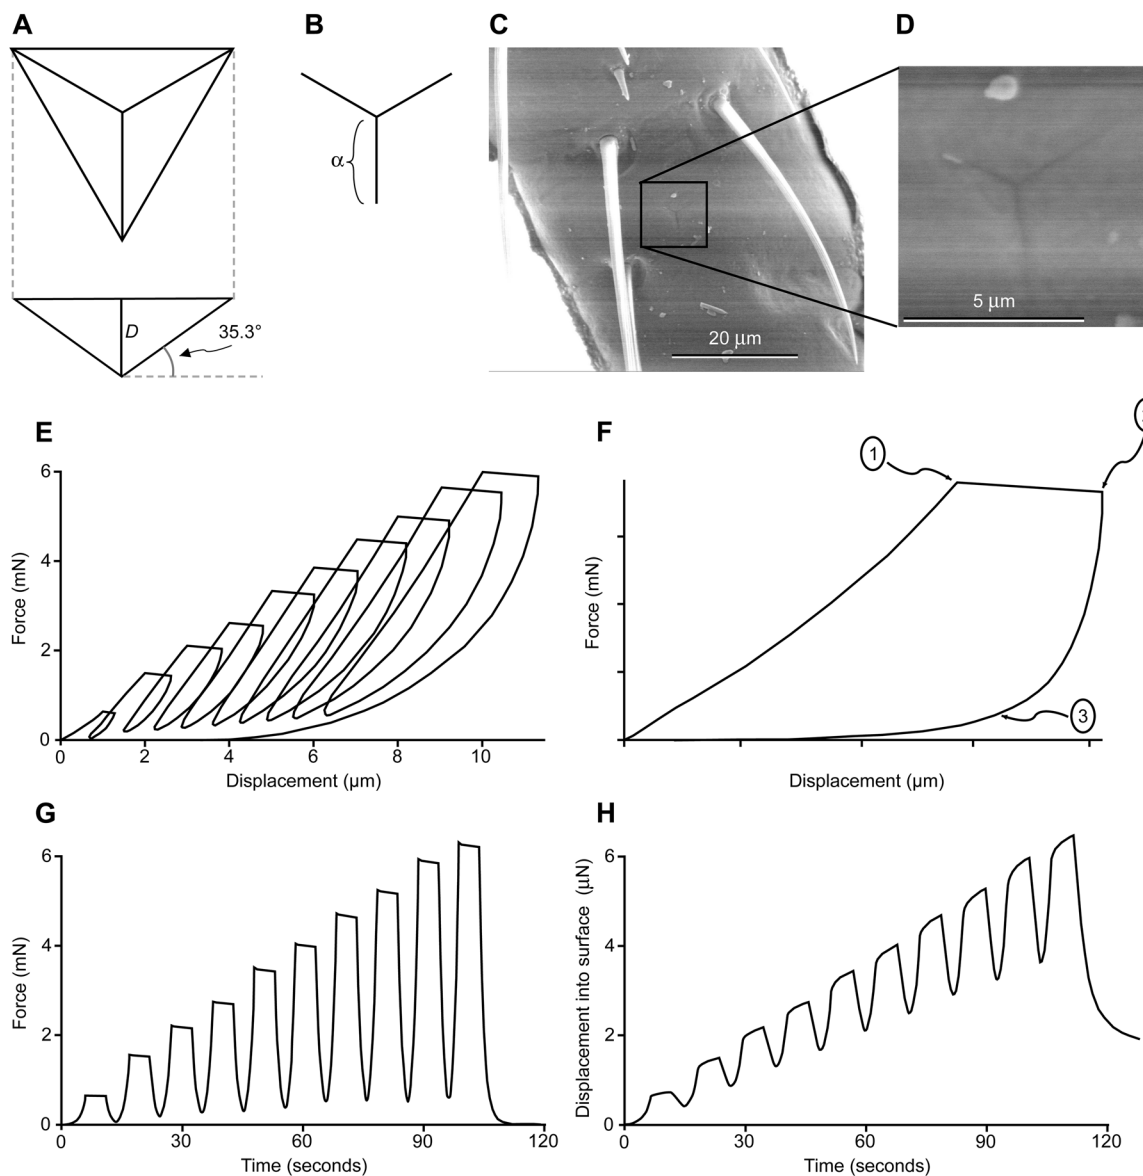 A
B
C
D
α
D
35.3°
20 μm
5 μm
E
F
6
4
2
0
Force (mN)
0 2 4 6 8 10
Displacement (μm)
1
3
Force (mN)
Displacement (μm)
G
H
6
4
2
0
Force (mN)
0 30 60 90 120
Time (seconds)
6
4
2
0
Displacement into surface (μN)
0 30 60 90 120
Time (seconds)